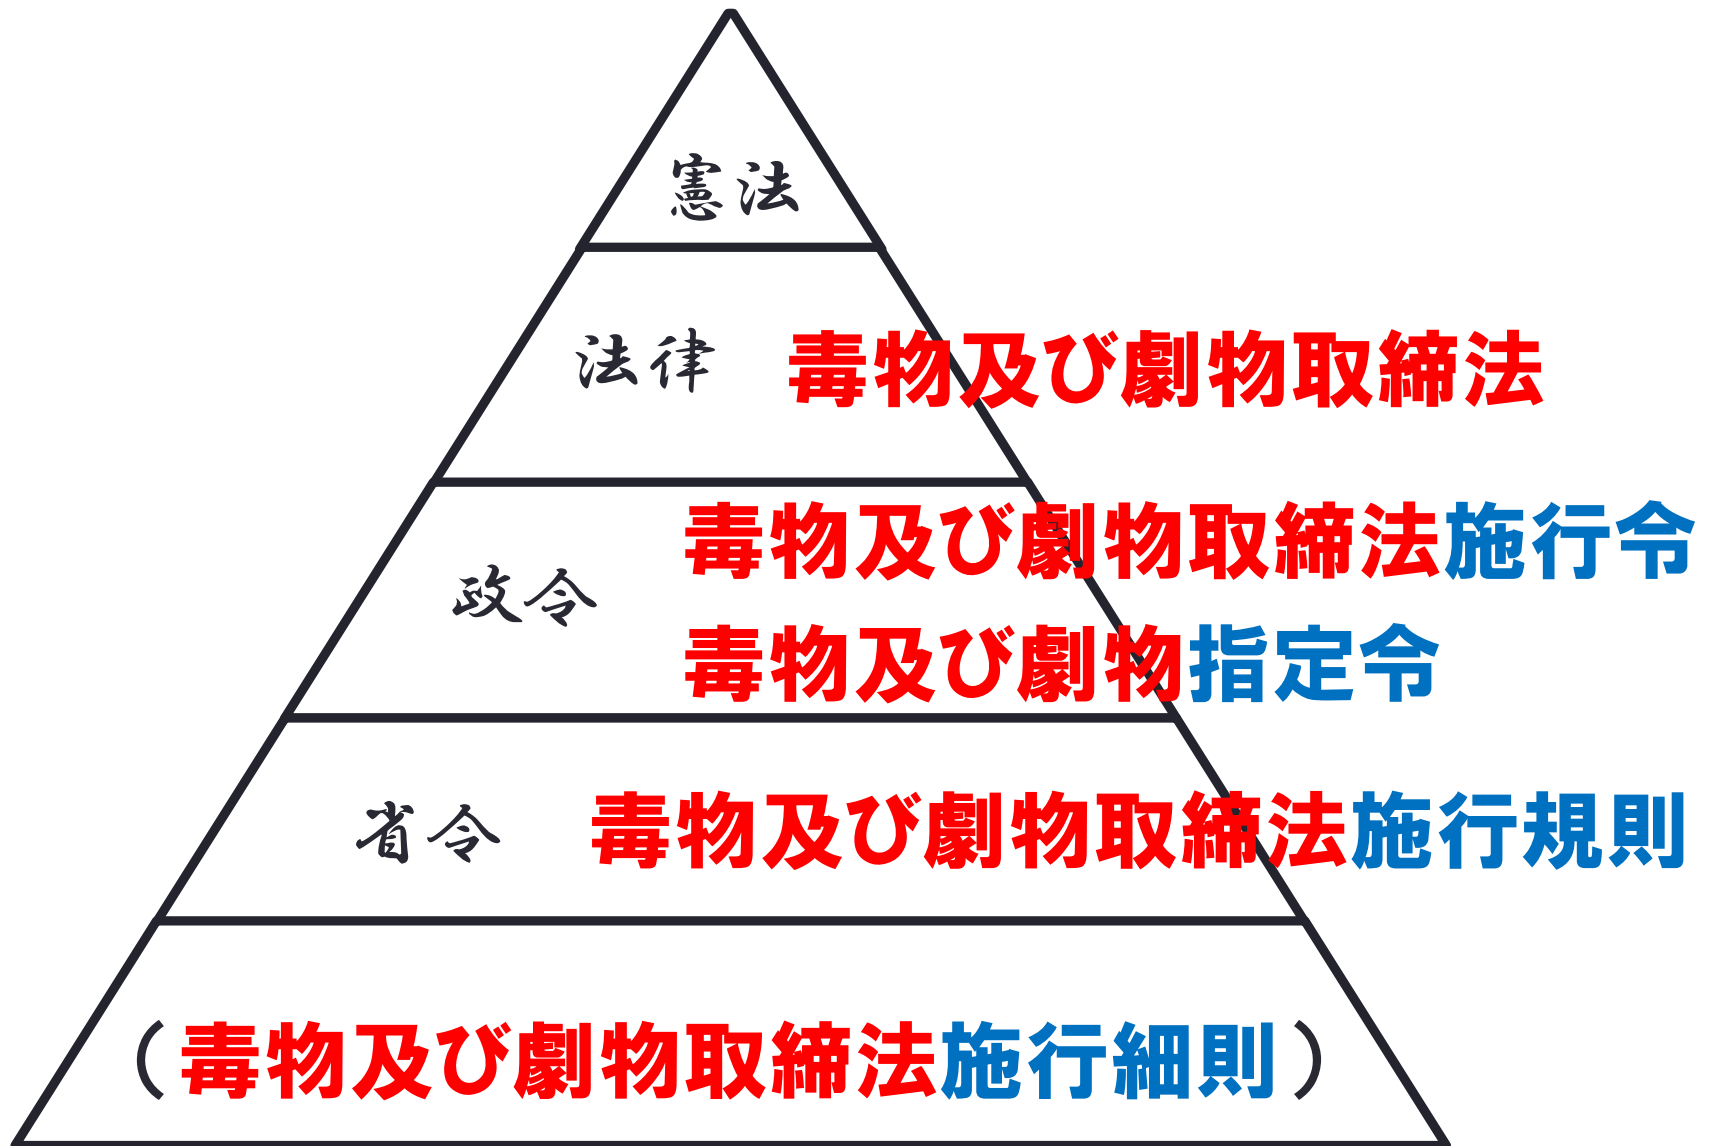 憲法
法律 毒物及び劇物取締法
毒物及び劇物取締法施行令
政令
毒物及び劇物指定令
省令 毒物及び劇物取締法施行規則
（毒物及び劇物取締法施行細則）